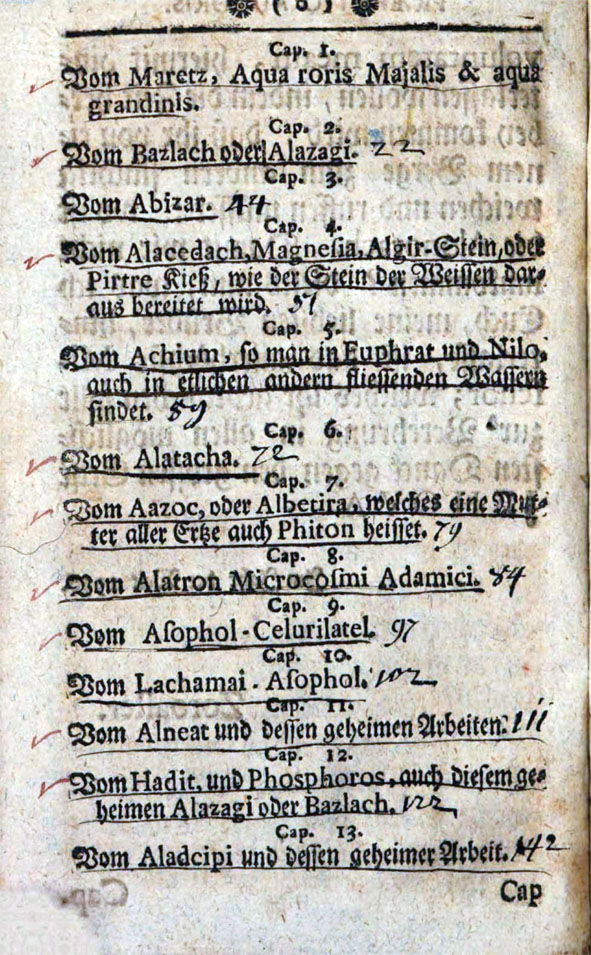 ( 8 )
Cap. 1.
Vom Maretz, Aqua roris Majalis & aqua
grandinis.
Cap. 2.
Vom Bazlach oder Alazagi. 22
Cap. 3.
Vom Abizar. 44
Cap. 4.
Vom Alacedach, Magneſia, Algir-Stein, oder
Pirtre Kieß, wie der Stein der Weiſſen dar-
aus bereitet wird. 51
Cap. 5.
Vom Achium, ſo man in Euphrat und Nilo,
auch in etlichen andern flieſſenden Waſſern
findet. 59
Cap. 6.
Vom Alatacha. 72
Cap. 7.
Vom Aazoc, oder Albetira, welches eine Mut-
ter aller Ertze auch Phiton heiſſet. 79
Cap. 8.
Vom Alatron Microcoſmi Adamici. 84
Cap. 9.
Vom Aſophol-Celurilatel. 97
Cap. 10.
Vom Lachamai-Aſophol. 102
Cap. 11.
Vom Alneat und deſſen geheimen Arbeiten. 111
Cap. 12.
Vom Hadit, und Phosphoros, auch dieſem ge-
heimen Alazagi oder Bazlach. 122
Cap. 13.
Vom Aladcipi und deſſen geheimer Arbeit. 142
Cap